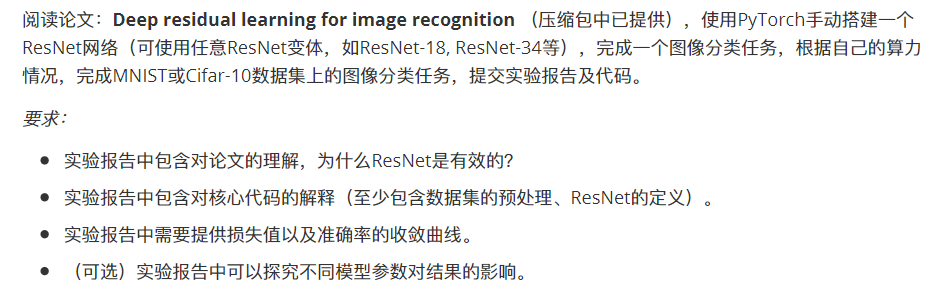 阅读论文：Deep residual learning for image recognition （压缩包中已提供），使用PyTorch手动搭建一个
ResNet网络（可使用任意ResNet变体，如ResNet-18, ResNet-34等），完成一个图像分类任务，根据自己的算力
情况，完成MNIST或Cifar-10数据集上的图像分类任务，提交实验报告及代码。
要求：
• 实验报告中包含对论文的理解，为什么ResNet是有效的？
• 实验报告中包含对核心代码的解释（至少包含数据集的预处理、ResNet的定义）。
• 实验报告中需要提供损失值以及准确率的收敛曲线。
• （可选）实验报告中可以探究不同模型参数对结果的影响。